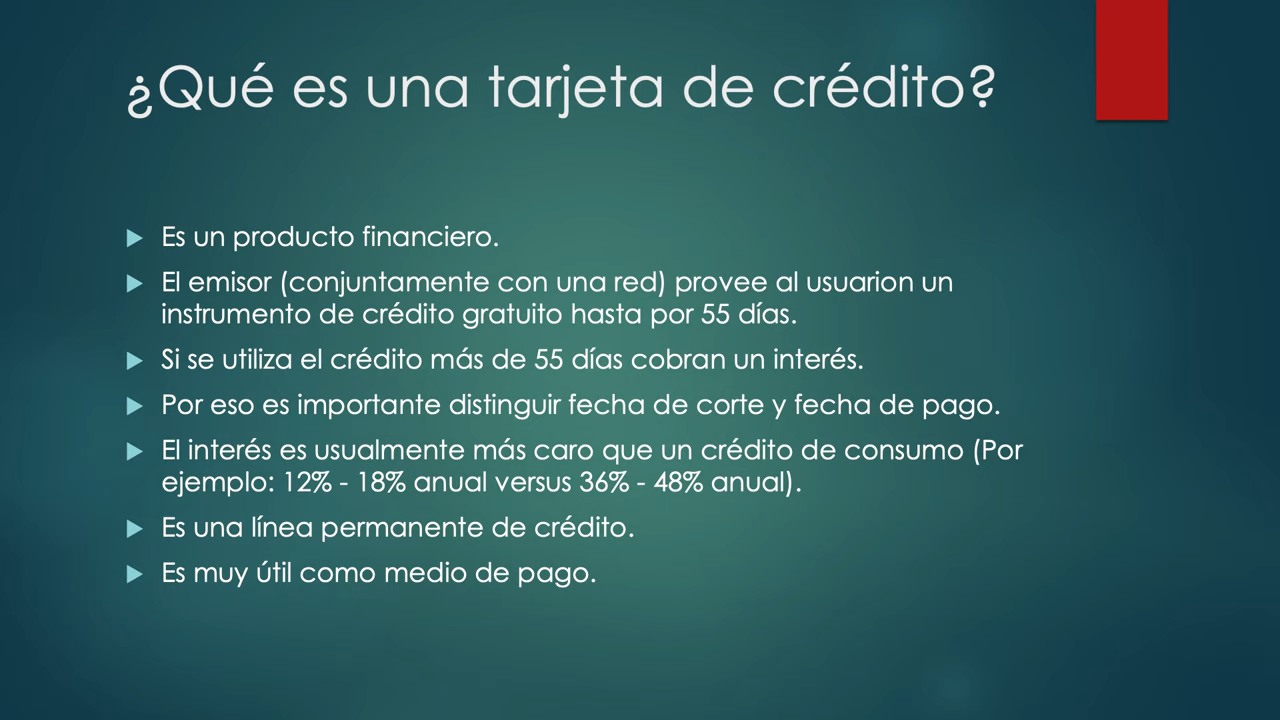 ¿Qué es una tarjeta de crédito?
Es un producto financiero.
El emisor (conjuntamente con una red) provee al usuarion un
instrumento de crédito gratuito hasta por 55 días.
Si se utiliza el crédito más de 55 días cobran un interés.
Por eso es importante distinguir fecha de corte y fecha de pago.
El interés es usualmente más caro que un crédito de consumo (Por
ejemplo: 12% - 18% anual versus 36% - 48% anual).
Es una línea permanente de crédito.
Es muy útil como medio de pago.